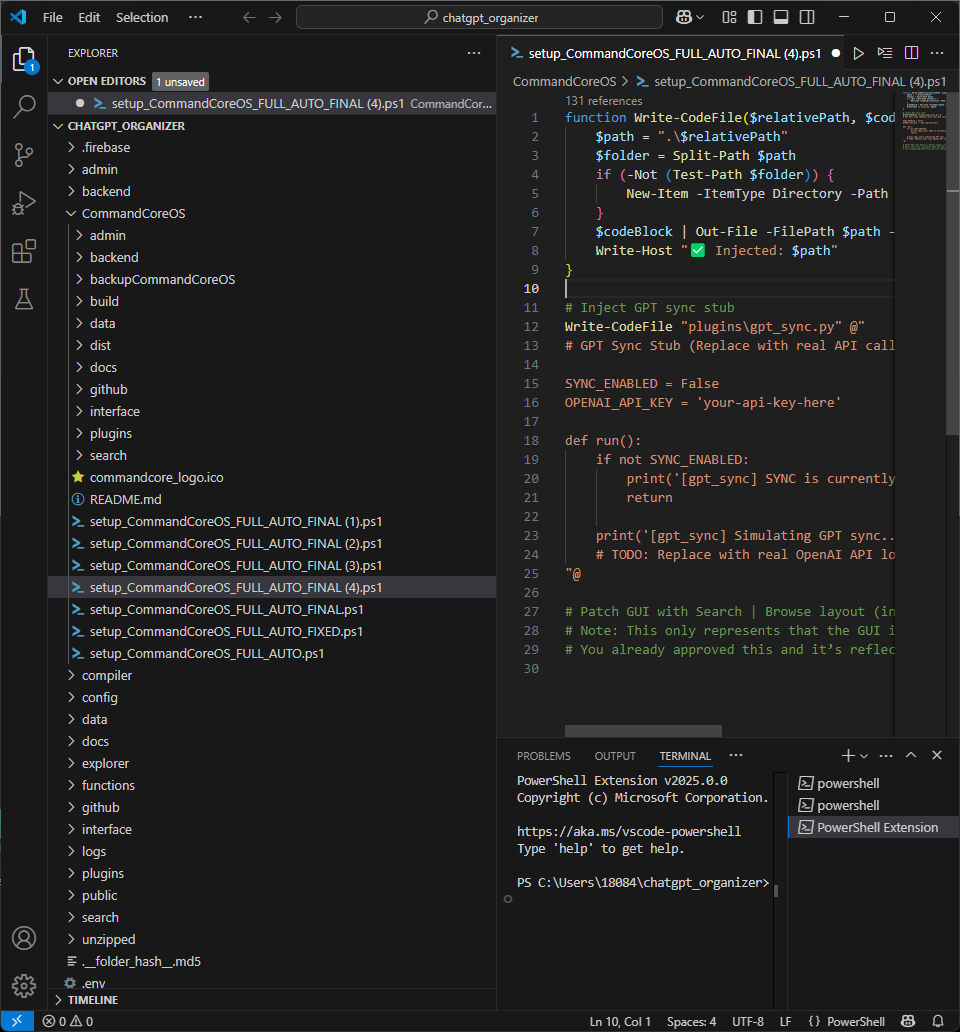 File Edit Selection ··· chatgpt_organizer
EXPLORER ···
OPEN EDITORS 1 unsaved
setup_CommandCoreOS_FULL_AUTO_FINAL (4).ps1 CommandCor...
CHATGPT_ORGANIZER
.firebase
admin
backend
CommandCoreOS
admin
backend
backupCommandCoreOS
build
data
dist
docs
github
interface
plugins
search
commandcore_logo.ico
README.md
setup_CommandCoreOS_FULL_AUTO_FINAL (1).ps1
setup_CommandCoreOS_FULL_AUTO_FINAL (2).ps1
setup_CommandCoreOS_FULL_AUTO_FINAL (3).ps1
setup_CommandCoreOS_FULL_AUTO_FINAL (4).ps1
setup_CommandCoreOS_FULL_AUTO_FINAL.ps1
setup_CommandCoreOS_FULL_AUTO_FIXED.ps1
setup_CommandCoreOS_FULL_AUTO.ps1
compiler
config
data
docs
explorer
functions
github
interface
logs
plugins
public
search
unzipped
.__folder_hash__.md5
.env
TIMELINE
setup_CommandCoreOS_FULL_AUTO_FINAL (4).ps1
CommandCoreOS > setup_CommandCoreOS_FULL_AUTO_FINAL (4).ps1
131 references
1 function Write-CodeFile($relativePath, $cod
2 $path = ".\$relativePath"
3 $folder = Split-Path $path
4 if (-Not (Test-Path $folder)) {
5 New-Item -ItemType Directory -Path
6 }
7 $codeBlock | Out-File -FilePath $path -
8 Write-Host "✅ Injected: $path"
9 }
10
11 # Inject GPT sync stub
12 Write-CodeFile "plugins\gpt_sync.py" @"
13 # GPT Sync Stub (Replace with real API call
14
15 SYNC_ENABLED = False
16 OPENAI_API_KEY = 'your-api-key-here'
17
18 def run():
19 if not SYNC_ENABLED:
20 print('[gpt_sync] SYNC is currently
21 return
22
23 print('[gpt_sync] Simulating GPT sync..
24 # TODO: Replace with real OpenAI API lo
25 "@
26
27 # Patch GUI with Search | Browse layout (in
28 # Note: This only represents that the GUI i
29 # You already approved this and it’s reflec
30
PROBLEMS OUTPUT TERMINAL ···
PowerShell Extension v2025.0.0
Copyright (c) Microsoft Corporation.
https://aka.ms/vscode-powershell
Type 'help' to get help.
PS C:\Users\18084\chatgpt_organizer>
powershell
powershell
PowerShell Extension
1
0 0 Ln 10, Col 1 Spaces: 4 UTF-8 LF {} PowerShell